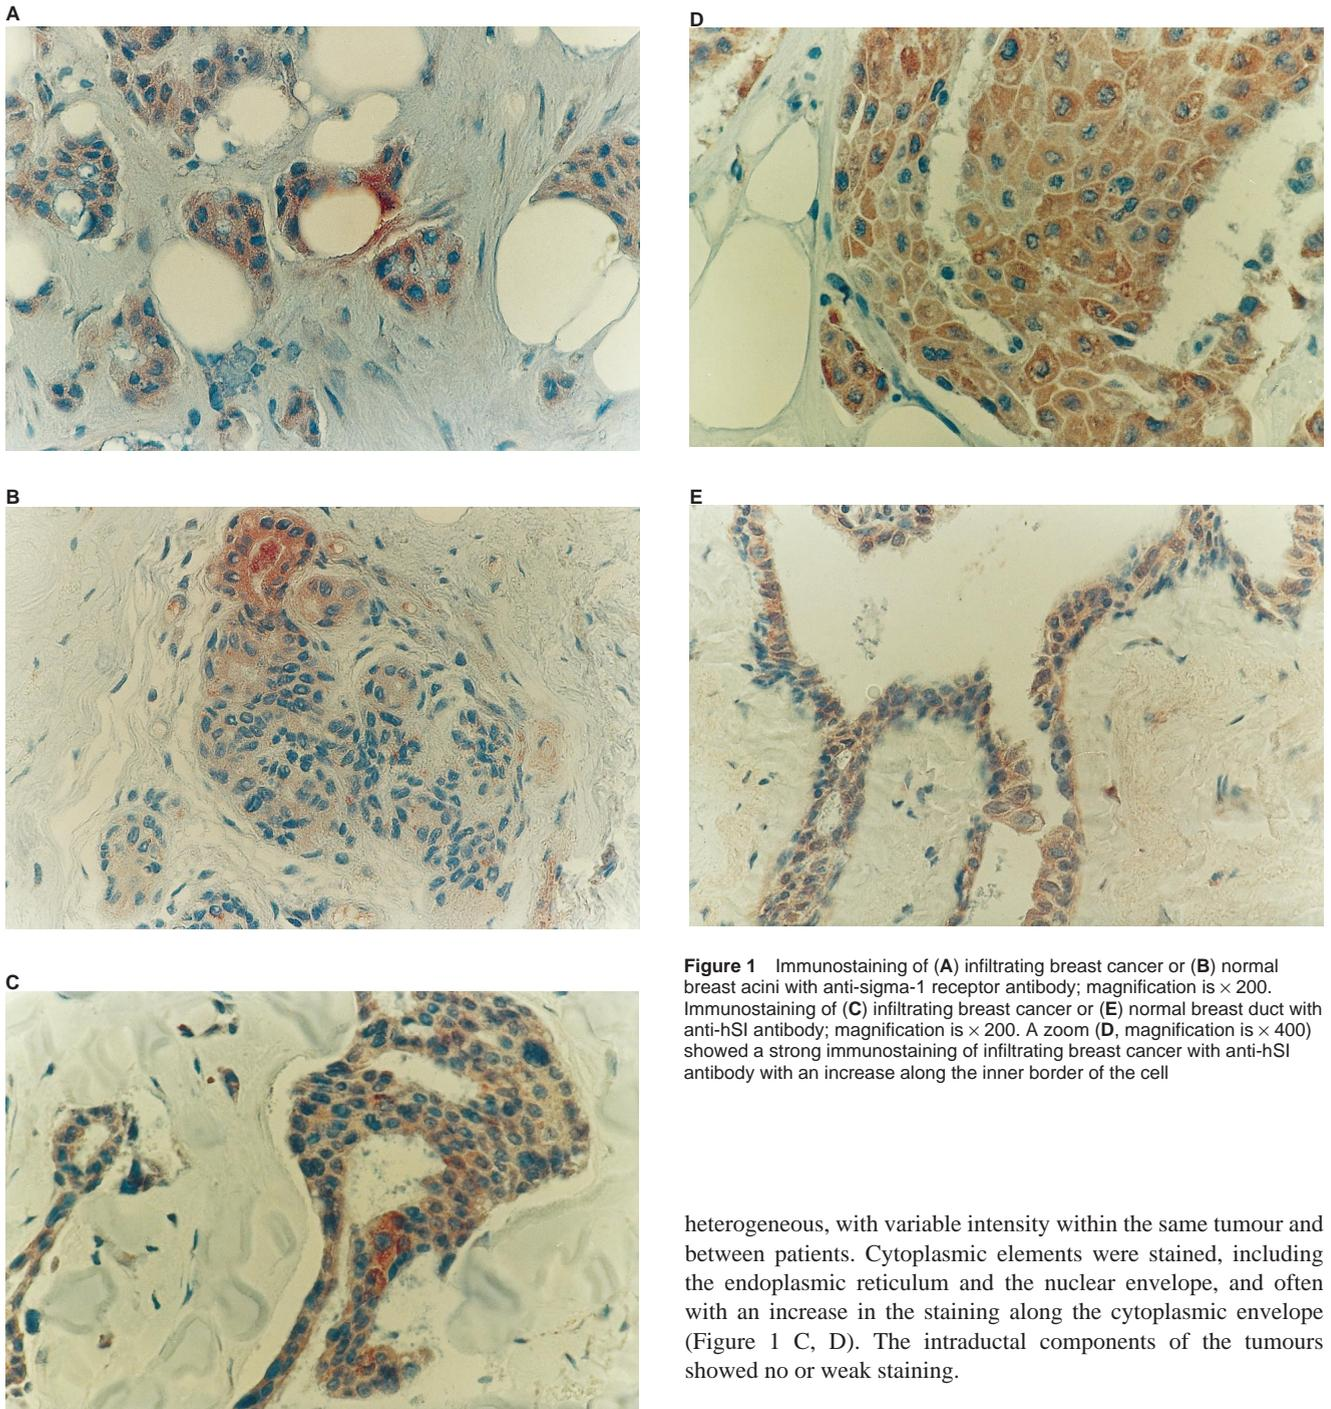 A
D
B
E
C
Figure 1 Immunostaining of (A) infiltrating breast cancer or (B) normal
breast acini with anti-sigma-1 receptor antibody; magnification is × 200.
Immunostaining of (C) infiltrating breast cancer or (E) normal breast duct with
anti-hSI antibody; magnification is × 200. A zoom (D, magnification is × 400)
showed a strong immunostaining of infiltrating breast cancer with anti-hSI
antibody with an increase along the inner border of the cell
heterogeneous, with variable intensity within the same tumour and
between patients. Cytoplasmic elements were stained, including
the endoplasmic reticulum and the nuclear envelope, and often
with an increase in the staining along the cytoplasmic envelope
(Figure 1 C, D). The intraductal components of the tumours
showed no or weak staining.